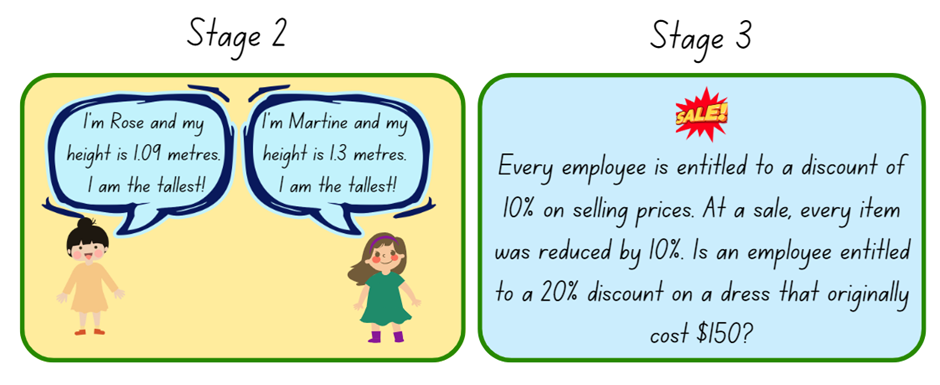 Stage 2
I'm Rose and my
height is 1.09 metres.
I am the tallest!
I'm Martine and my
height is 1.3 metres.
I am the tallest!
Stage 3
SALE!
Every employee is entitled to a discount of
10% on selling prices. At a sale, every item
was reduced by 10%. Is an employee entitled
to a 20% discount on a dress that originally
cost $150?